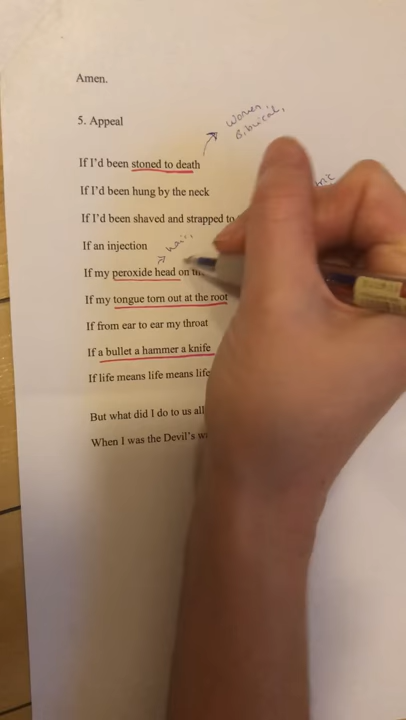 Amen.
5. Appeal
Women,
Biblical,
If I'd been stoned to death
If I'd been hung by the neck
If I'd been shaved and strapped to
If an injection
hair
If my peroxide head on
If my tongue torn out at the root
If from ear to ear my throat
If a bullet a hammer a knife
If life means life means life
But what did I do to us all
When I was the Devil's